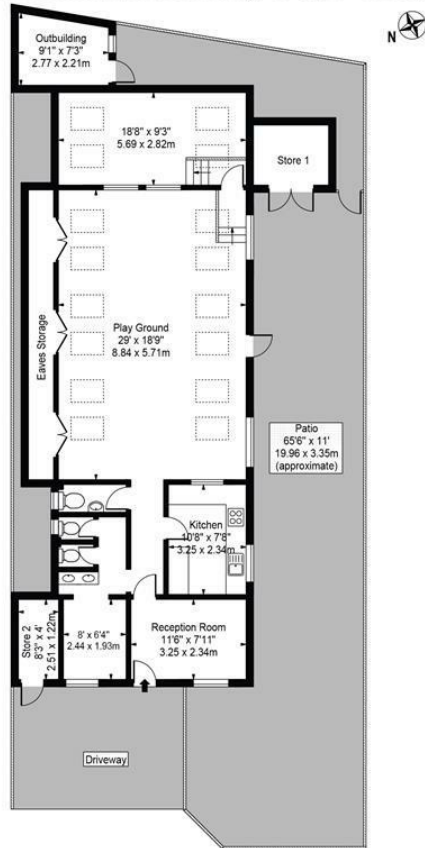 N
Outbuilding
9'1" x 7'3"
2.77 x 2.21m
18'8" x 9'3"
5.69 x 2.82m
Store 1
Eaves Storage
Play Ground
29' x 18'9"
8.84 x 5.71m
Patio
65'6" x 11'
19.96 x 3.35m
(approximate)
Kitchen
10'8" x 7'8"
3.25 x 2.34m
Store 2
8'3" x 4'
2.51 x 1.22m
8' x 6'4"
2.44 x 1.93m
Reception Room
11'6" x 7'11"
3.25 x 2.34m
Driveway